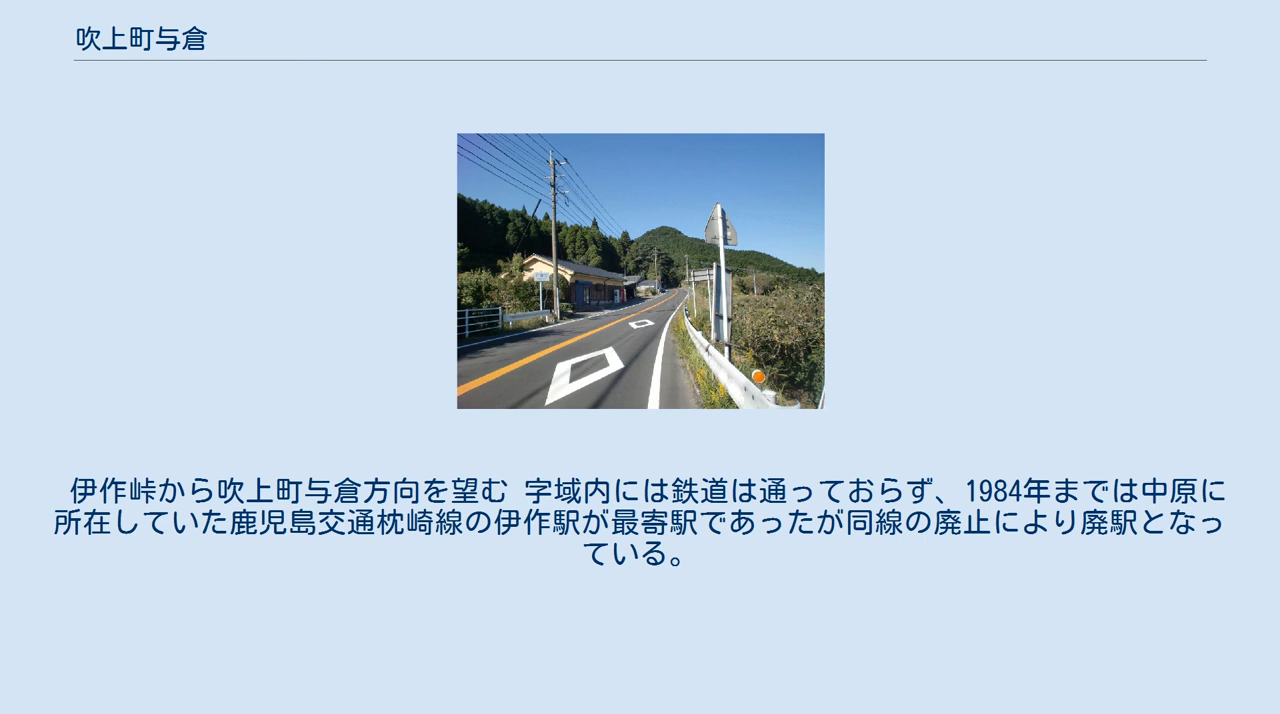 吹上町与倉
伊作峠から吹上町与倉方向を望む 字域内には鉄道は通っておらず、1984年までは中原に
所在していた鹿児島交通枕崎線の伊作駅が最寄駅であったが同線の廃止により廃駅となっ
ている。